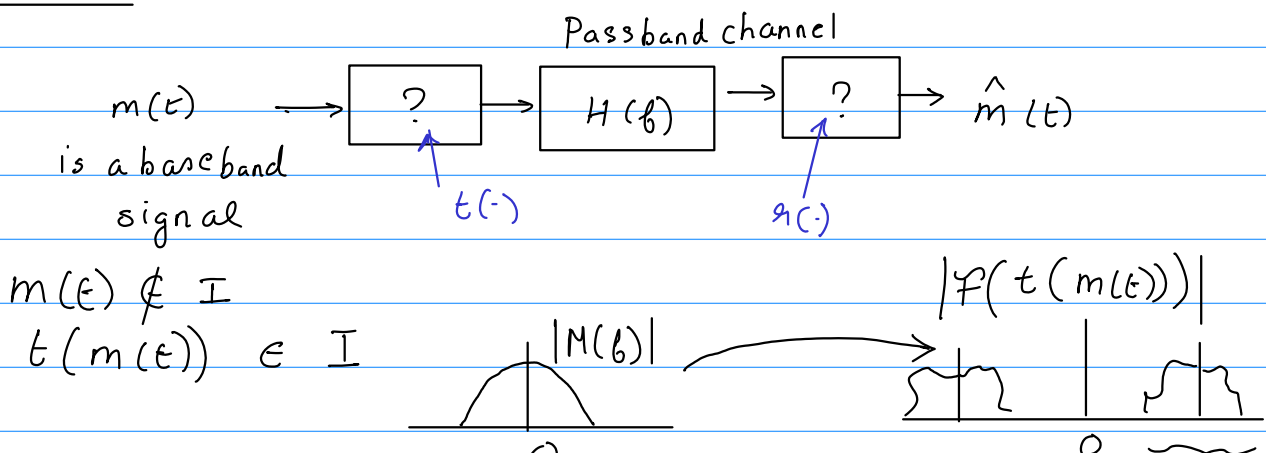 Passband channel
m(t) → ? → H(f) → ? → m̂(t)
is a baseband
signal
t(·)
r(·)
m(t) ∉ I
t(m(t)) ∈ I
|M(f)|
|F(t(m(t)))|
0
0